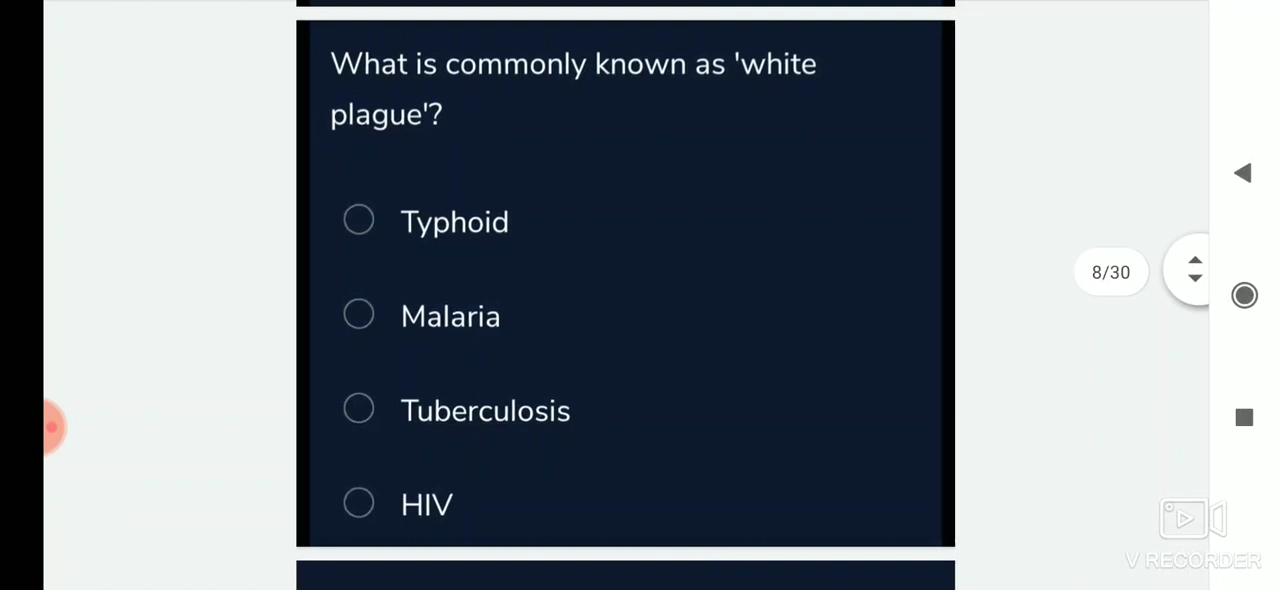 What is commonly known as 'white
plague'?
Typhoid
Malaria
Tuberculosis
HIV
8/30
V RECORDER